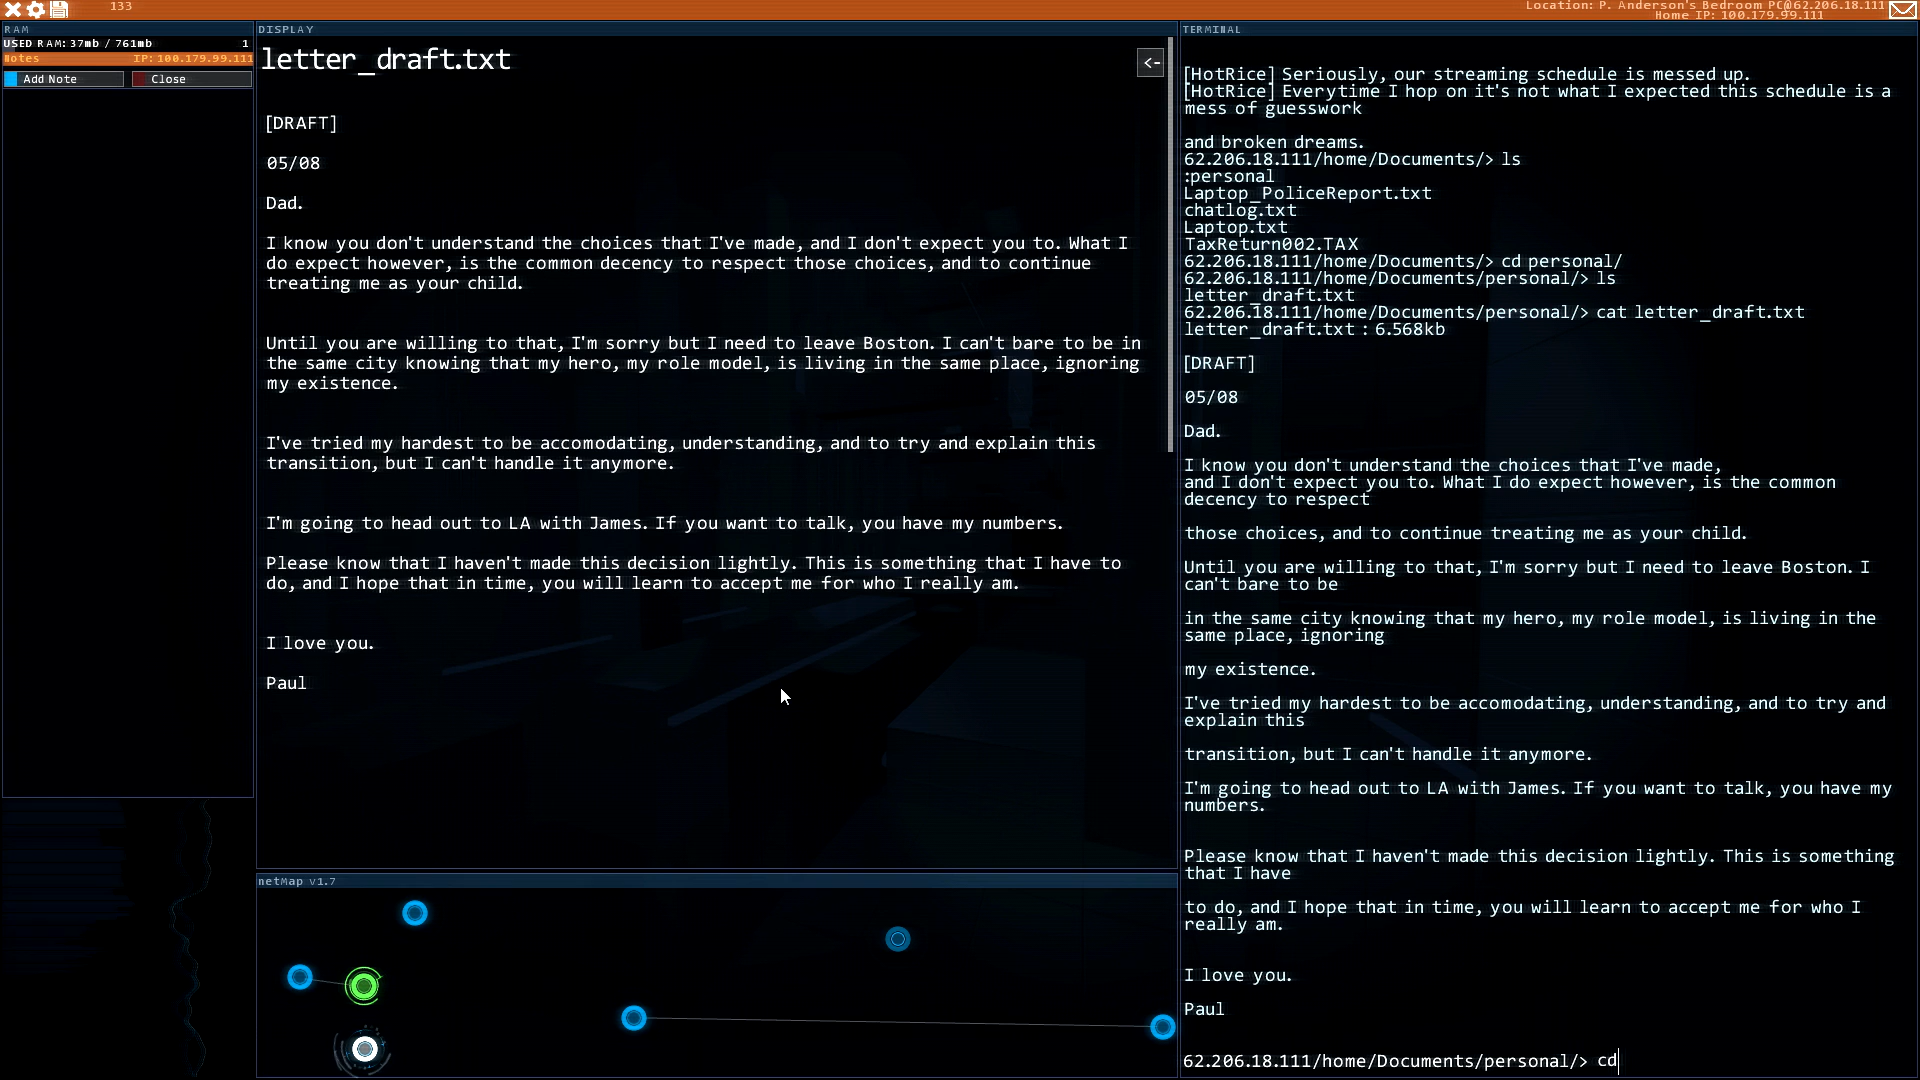 133
Location: P. Anderson's Bedroom PC@62.206.18.111
Home IP: 100.179.99.111
RAM
USED RAM: 37mb / 761mb 1
Notes IP: 100.179.99.111
Add Note
Close
DISPLAY
letter_draft.txt
<-
[DRAFT]
05/08
Dad.
I know you don't understand the choices that I've made, and I don't expect you to. What I
do expect however, is the common decency to respect those choices, and to continue
treating me as your child.
Until you are willing to that, I'm sorry but I need to leave Boston. I can't bare to be in
the same city knowing that my hero, my role model, is living in the same place, ignoring
my existence.
I've tried my hardest to be accomodating, understanding, and to try and explain this
transition, but I can't handle it anymore.
I'm going to head out to LA with James. If you want to talk, you have my numbers.
Please know that I haven't made this decision lightly. This is something that I have to
do, and I hope that in time, you will learn to accept me for who I really am.
I love you.
Paul
netMap v1.7
TERMINAL
[HotRice] Seriously, our streaming schedule is messed up.
[HotRice] Everytime I hop on it's not what I expected this schedule is a
mess of guesswork
and broken dreams.
62.206.18.111/home/Documents/> ls
:personal
Laptop_PoliceReport.txt
chatlog.txt
Laptop.txt
TaxReturn002.TAX
62.206.18.111/home/Documents/> cd personal/
62.206.18.111/home/Documents/personal/> ls
letter_draft.txt
62.206.18.111/home/Documents/personal/> cat letter_draft.txt
letter_draft.txt : 6.568kb
[DRAFT]
05/08
Dad.
I know you don't understand the choices that I've made,
and I don't expect you to. What I do expect however, is the common
decency to respect
those choices, and to continue treating me as your child.
Until you are willing to that, I'm sorry but I need to leave Boston. I
can't bare to be
in the same city knowing that my hero, my role model, is living in the
same place, ignoring
my existence.
I've tried my hardest to be accomodating, understanding, and to try and
explain this
transition, but I can't handle it anymore.
I'm going to head out to LA with James. If you want to talk, you have my
numbers.
Please know that I haven't made this decision lightly. This is something
that I have
to do, and I hope that in time, you will learn to accept me for who I
really am.
I love you.
Paul
62.206.18.111/home/Documents/personal/> cd